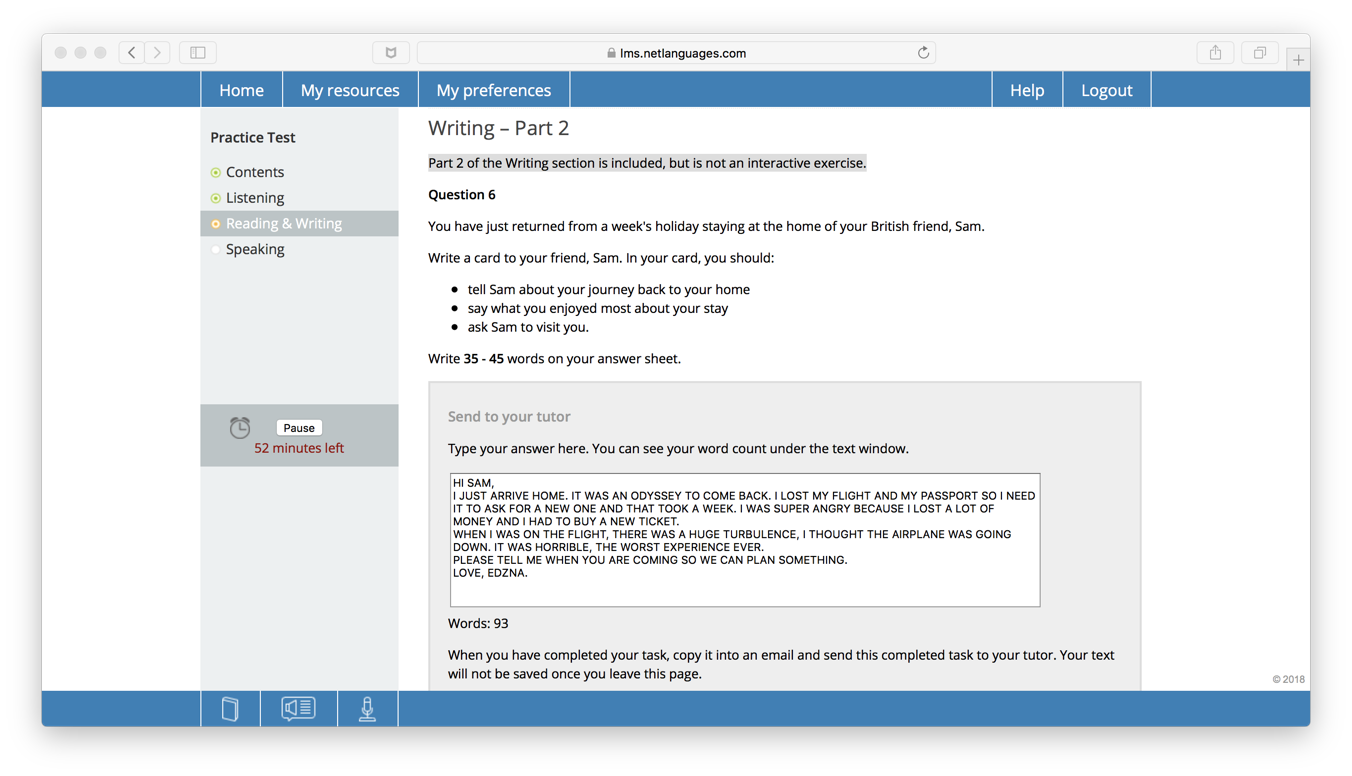 lms.netlanguages.com
Home
My resources
My preferences
Help
Logout
Practice Test
Contents
Listening
Reading & Writing
Speaking
Pause
52 minutes left
Writing – Part 2
Part 2 of the Writing section is included, but is not an interactive exercise.
Question 6
You have just returned from a week's holiday staying at the home of your British friend, Sam.
Write a card to your friend, Sam. In your card, you should:
tell Sam about your journey back to your home
say what you enjoyed most about your stay
ask Sam to visit you.
Write 35 - 45 words on your answer sheet.
Send to your tutor
Type your answer here. You can see your word count under the text window.
HI SAM,
I JUST ARRIVE HOME. IT WAS AN ODYSSEY TO COME BACK. I LOST MY FLIGHT AND MY PASSPORT SO I NEED
IT TO ASK FOR A NEW ONE AND THAT TOOK A WEEK. I WAS SUPER ANGRY BECAUSE I LOST A LOT OF
MONEY AND I HAD TO BUY A NEW TICKET.
WHEN I WAS ON THE FLIGHT, THERE WAS A HUGE TURBULENCE, I THOUGHT THE AIRPLANE WAS GOING
DOWN. IT WAS HORRIBLE, THE WORST EXPERIENCE EVER.
PLEASE TELL ME WHEN YOU ARE COMING SO WE CAN PLAN SOMETHING.
LOVE, EDZNA.
Words: 93
When you have completed your task, copy it into an email and send this completed task to your tutor. Your text
will not be saved once you leave this page.
© 2018